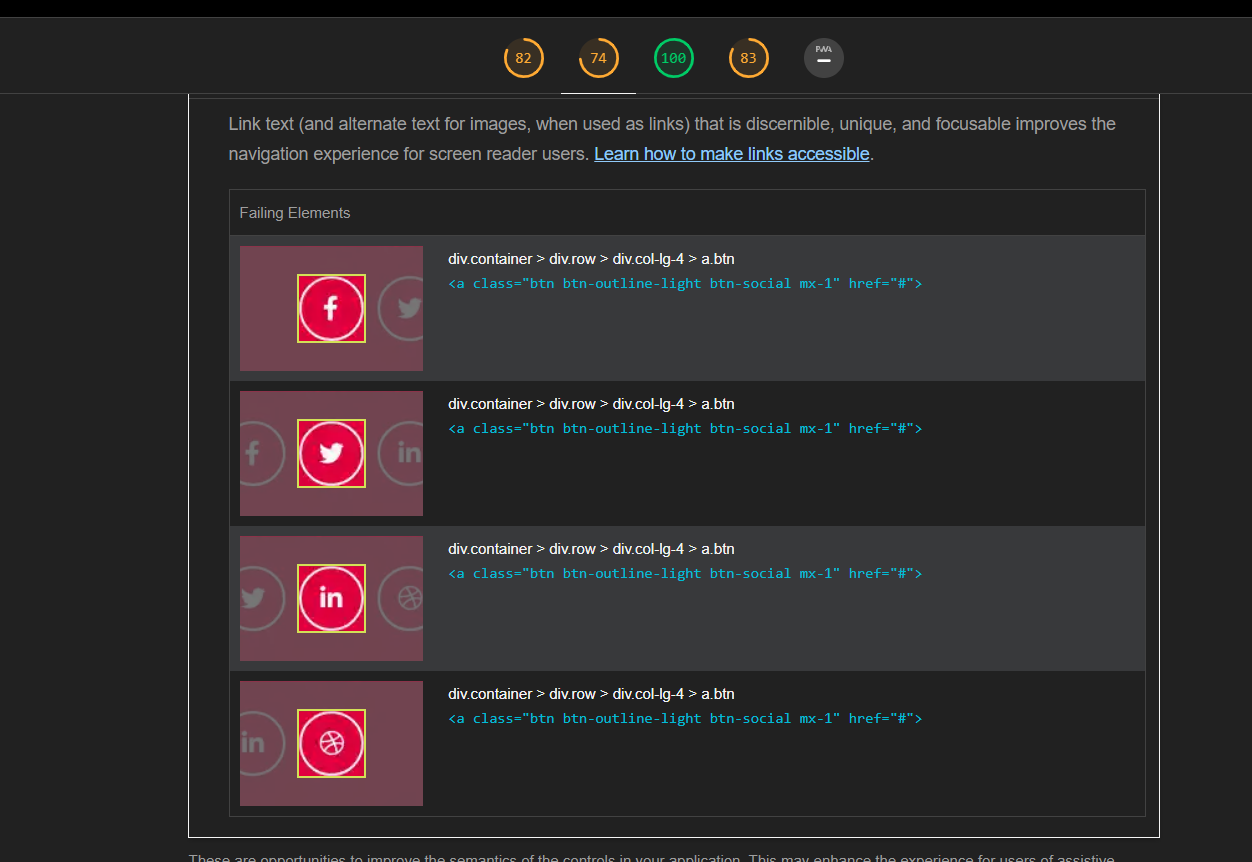 82 74 100 83 PWA
Link text (and alternate text for images, when used as links) that is discernible, unique, and focusable improves the
navigation experience for screen reader users. Learn how to make links accessible.
Failing Elements
div.container > div.row > div.col-lg-4 > a.btn
<a class="btn btn-outline-light btn-social mx-1" href="#">
div.container > div.row > div.col-lg-4 > a.btn
<a class="btn btn-outline-light btn-social mx-1" href="#">
in
div.container > div.row > div.col-lg-4 > a.btn
<a class="btn btn-outline-light btn-social mx-1" href="#">
in
div.container > div.row > div.col-lg-4 > a.btn
<a class="btn btn-outline-light btn-social mx-1" href="#">
in
These are opportunities to improve the semantics of the controls in your application. This may enhance the experience for users of assistive